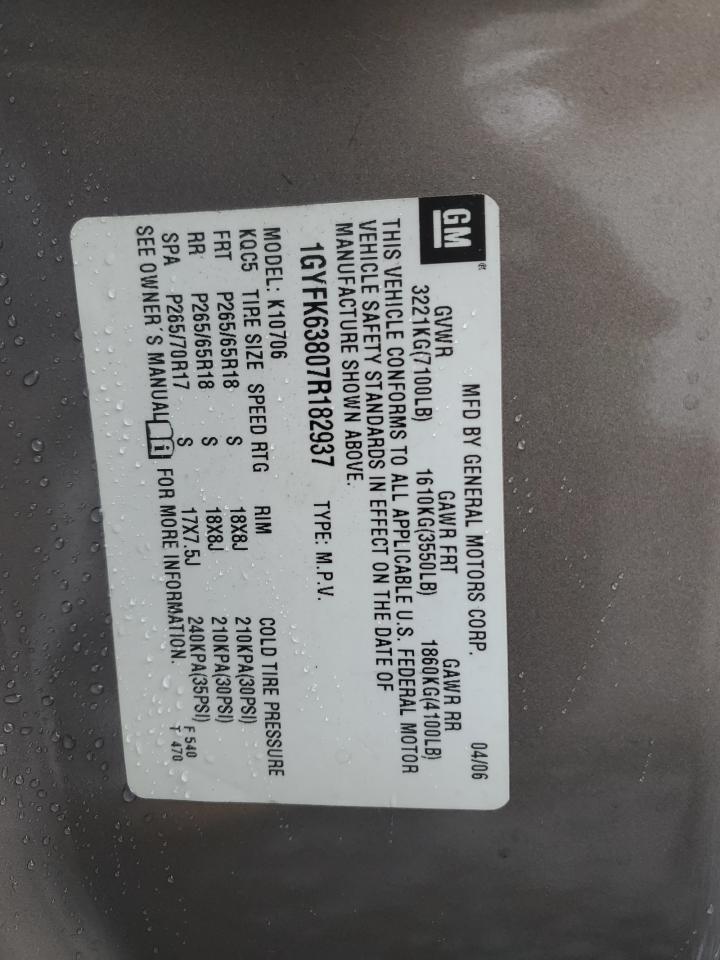 GM
MFD BY GENERAL MOTORS CORP. 04/06
GVWR GAWR FRT GAWR RR
3221KG(7100LB) 1610KG(3550LB) 1860KG(4100LB)
THIS VEHICLE CONFORMS TO ALL APPLICABLE U.S. FEDERAL MOTOR
VEHICLE SAFETY STANDARDS IN EFFECT ON THE DATE OF
MANUFACTURE SHOWN ABOVE.
1GYFK63807R182937 TYPE: M.P.V.
MODEL: K10706
KQC5 TIRE SIZE SPEED RTG RIM COLD TIRE PRESSURE
FRT P265/65R18 S 18X8J 210KPA(30PSI)
RR P265/65R18 S 18X8J 210KPA(30PSI)
SPA P265/70R17 S 17X7.5J 240KPA(35PSI)
SEE OWNER'S MANUAL i FOR MORE INFORMATION.
F 540
T 470